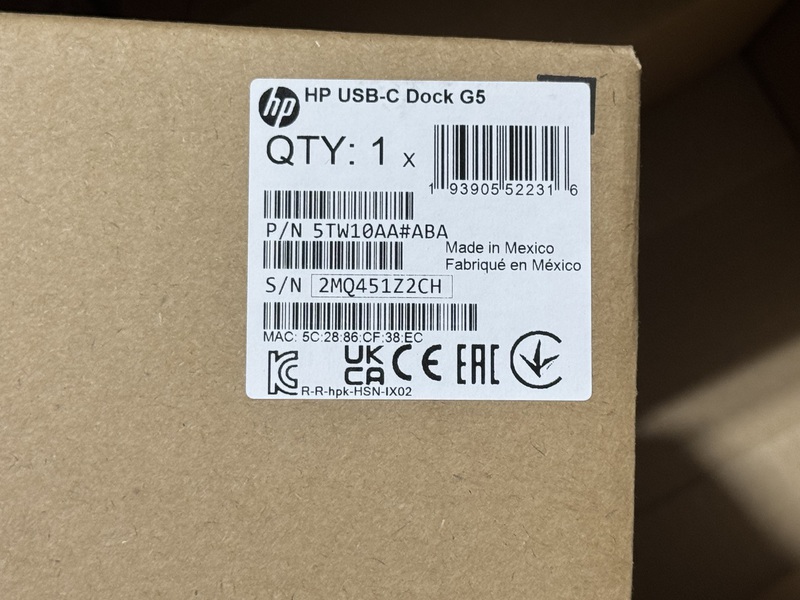 hp HP USB-C Dock G5
QTY: 1 x
1 93905 52231 6
P/N 5TW10AA#ABA
Made in Mexico
Fabriqué en México
S/N 2MQ451Z2CH
MAC: 5C:28:86:CF:38:EC
UK
CA CE EAC
R-R-hpk-HSN-IX02